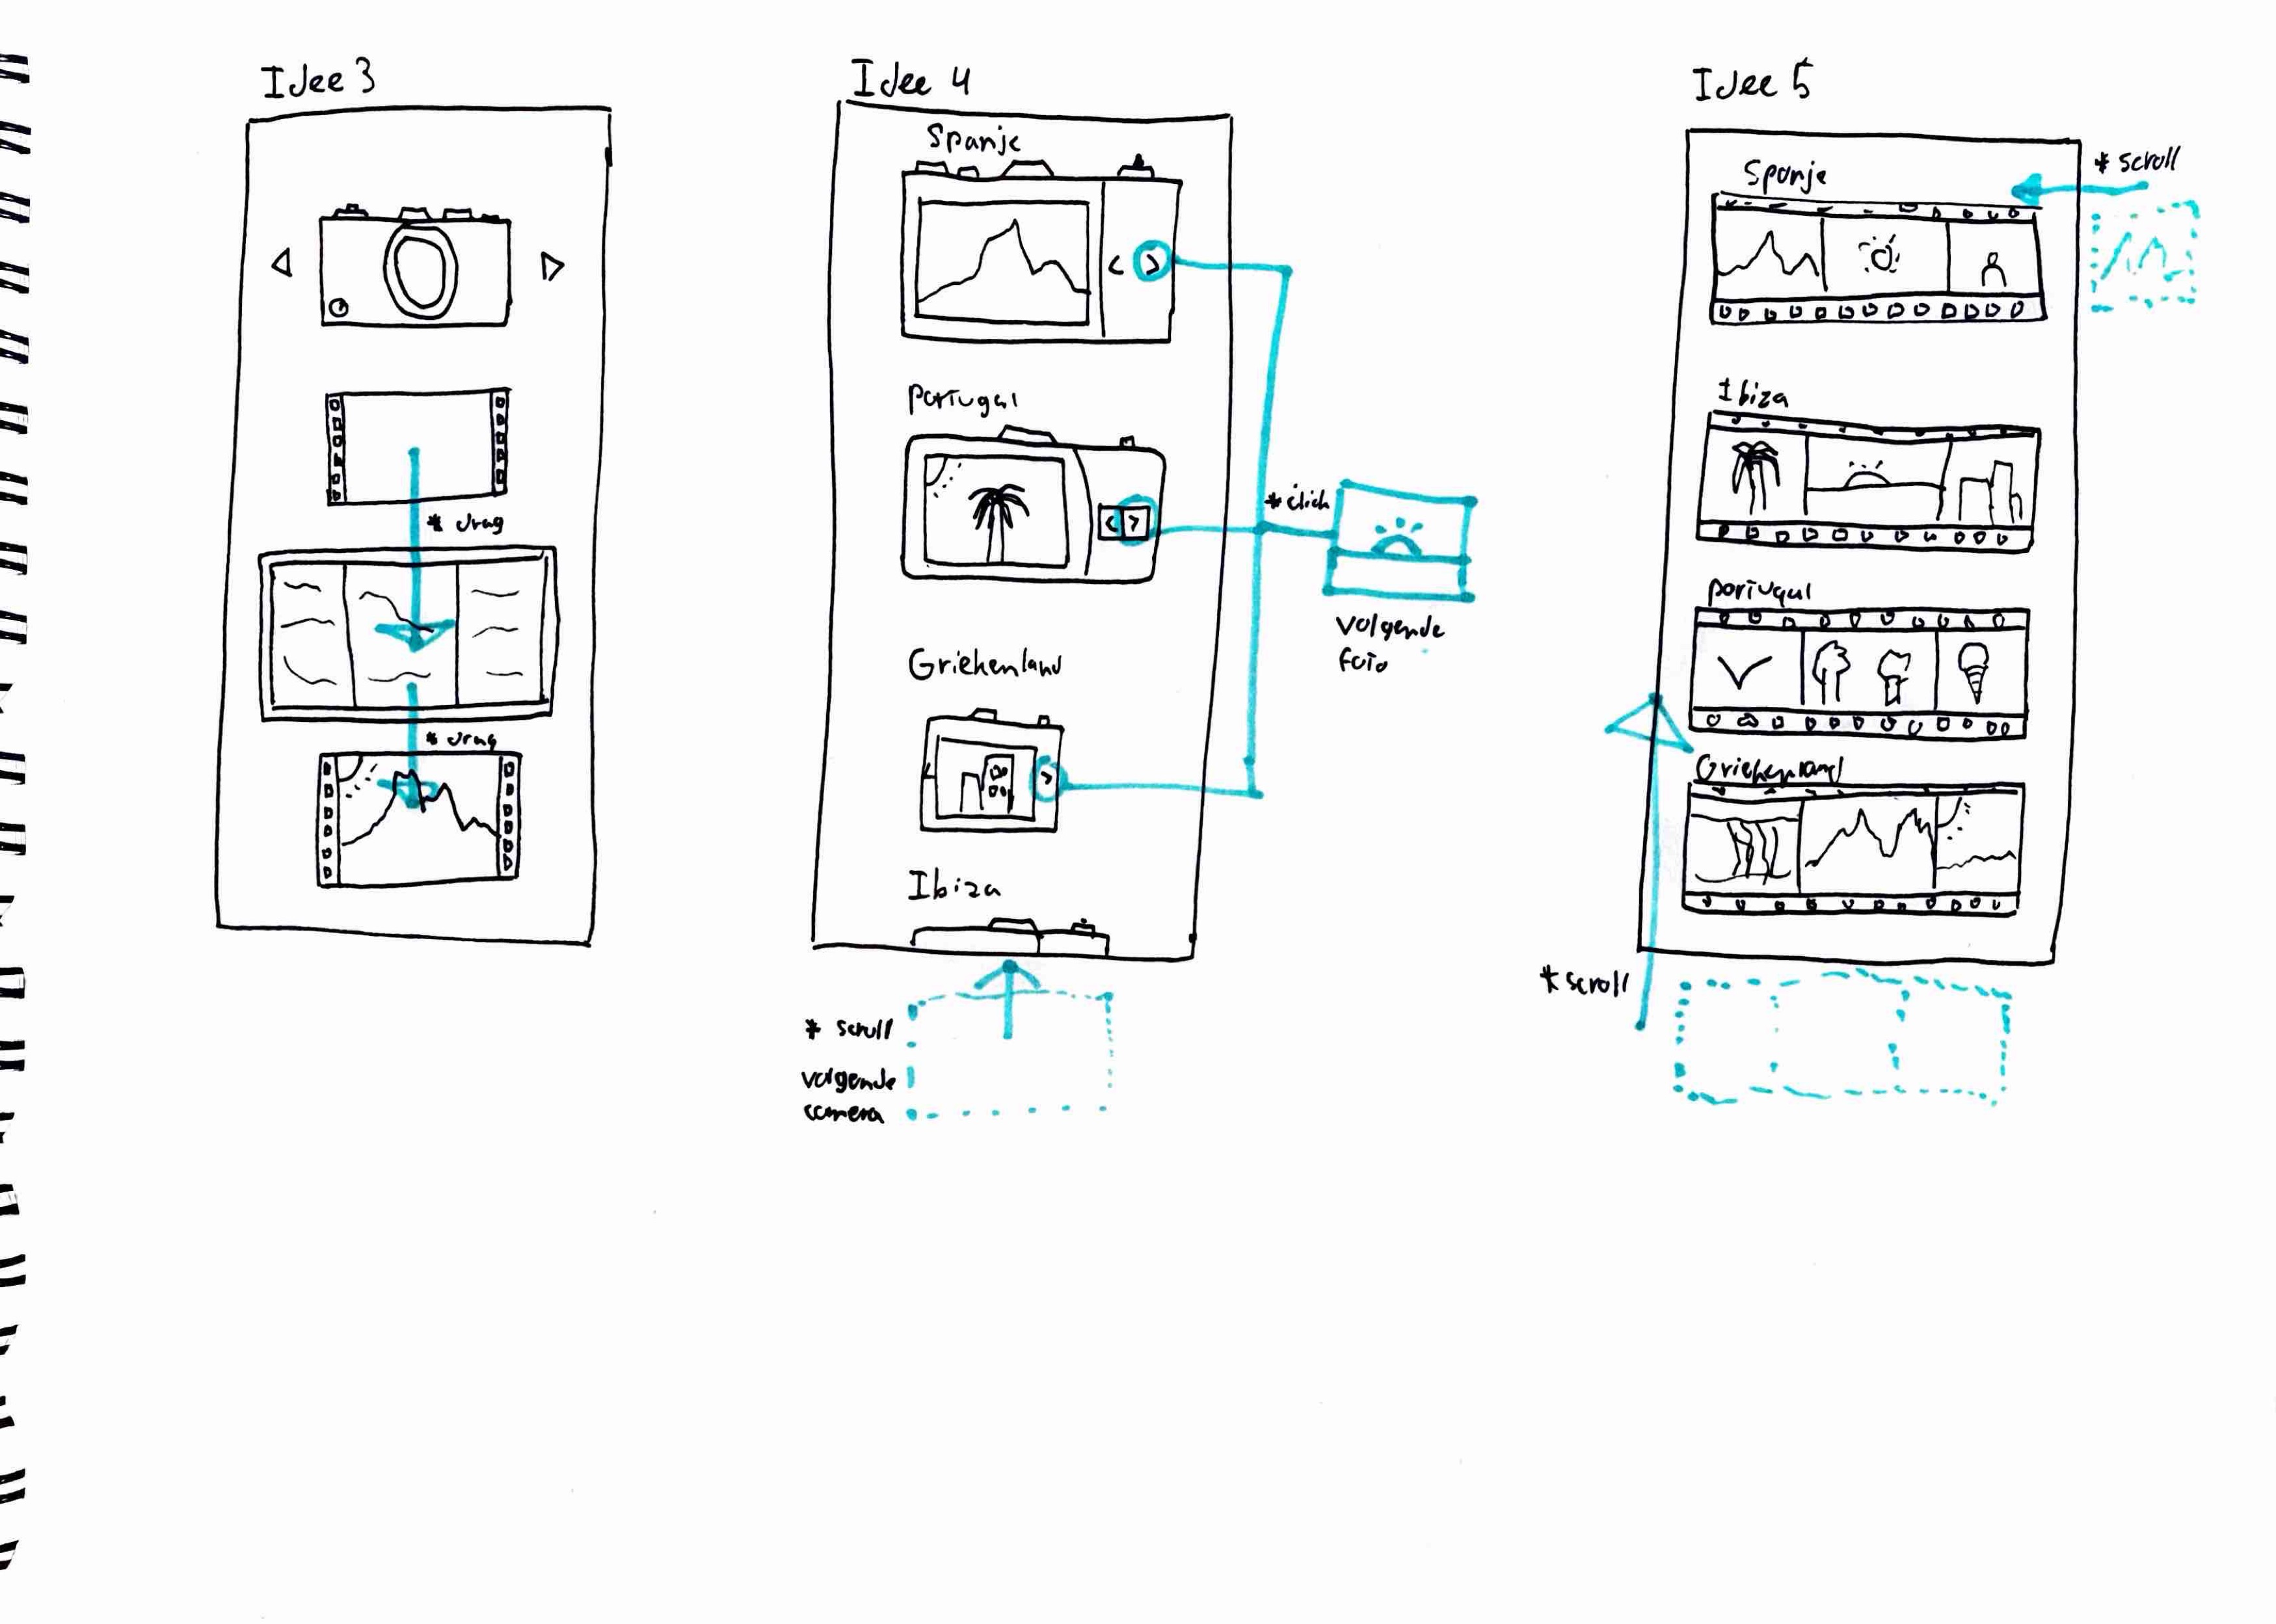 Idee 3
* drag
* drag
Idee 4
Spanje
Portugal
* click
volgende
foto
Griekenland
Ibiza
* scroll
volgende
camera
Idee 5
* scroll
Spanje
Ibiza
portugal
Griekenland
* scroll